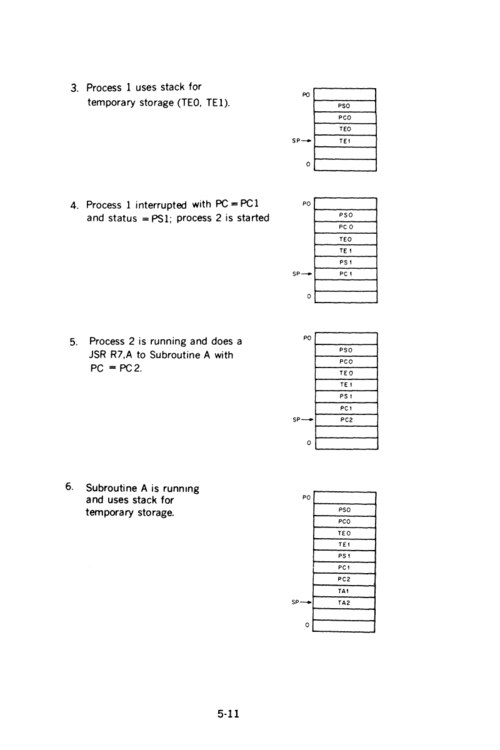 3. Process 1 uses stack for
temporary storage (TE0, TE1).
P0
PS0
PC0
TE0
SP→ TE1
0
4. Process 1 interrupted with PC = PC1
and status = PS1; process 2 is started
P0
PS0
PC0
TE0
TE1
PS1
SP→ PC1
0
5. Process 2 is running and does a
JSR R7,A to Subroutine A with
PC = PC2.
P0
PS0
PC0
TE0
TE1
PS1
PC1
SP→ PC2
0
6. Subroutine A is running
and uses stack for
temporary storage.
P0
PS0
PC0
TE0
TE1
PS1
PC1
PC2
TA1
SP→ TA2
0
5-11